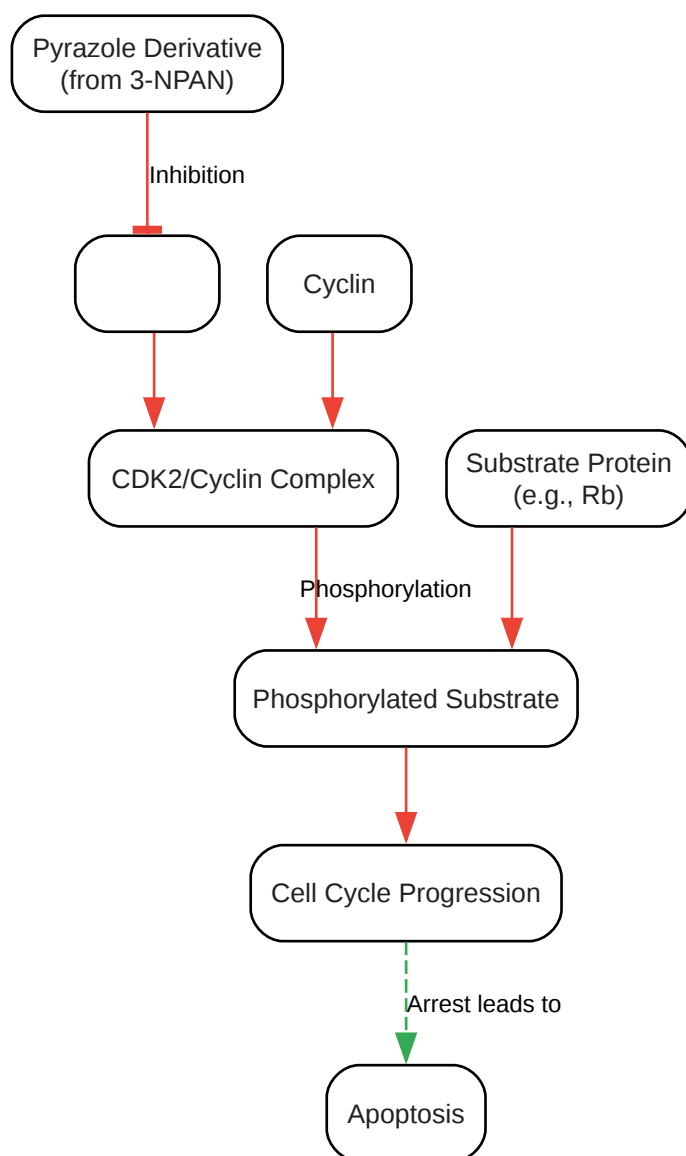 Pyrazole Derivative
(from 3-NPAN)
Inhibition
Cyclin
CDK2/Cyclin Complex
Substrate Protein
(e.g., Rb)
Phosphorylation
Phosphorylated Substrate
Cell Cycle Progression
Arrest leads to
Apoptosis